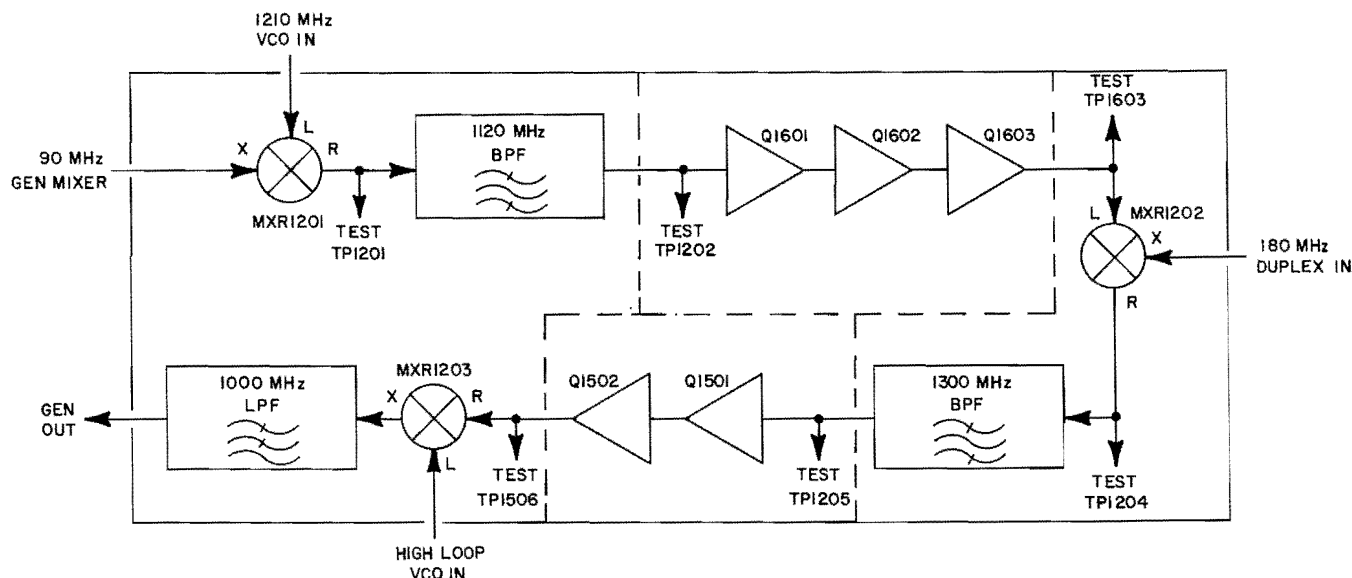 1210 MHz
VCO IN
TEST
TP1603
L
X
R
90 MHz
GEN MIXER
MXR1201
TEST
TP1201
1120 MHz
BPF
TEST
TP1202
Q1601
Q1602
Q1603
L
MXR1202
X
180 MHz
DUPLEX IN
R
GEN
OUT
1000 MHz
LPF
MXR1203
X
R
L
HIGH LOOP
VCO IN
TEST
TP1506
Q1502
Q1501
TEST
TP1205
1300 MHz
BPF
TEST
TP1204